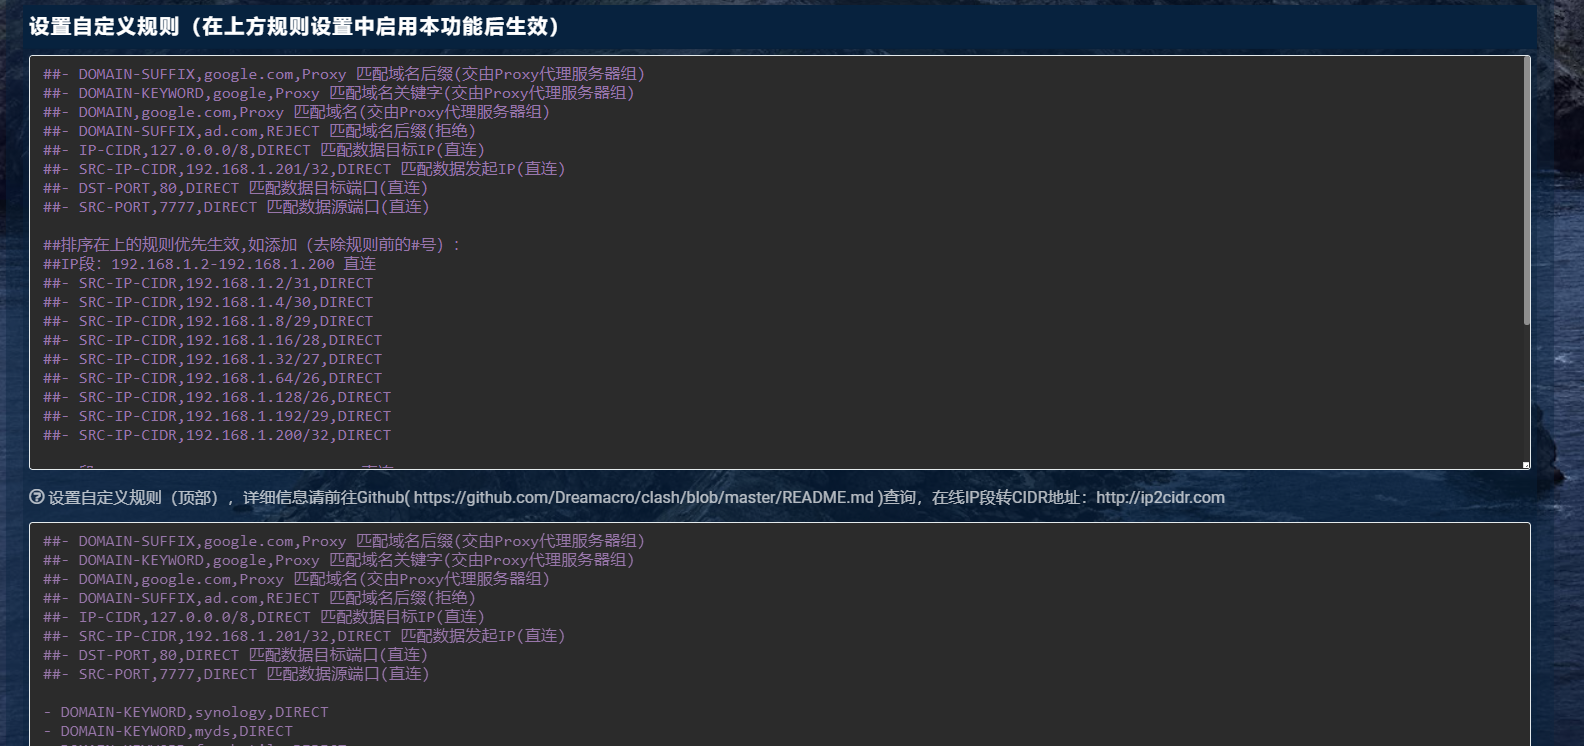 设置自定义规则（在上方规则设置中启用本功能后生效）
##- DOMAIN-SUFFIX,google.com,Proxy 匹配域名后缀(交由Proxy代理服务器组)
##- DOMAIN-KEYWORD,google,Proxy 匹配域名关键字(交由Proxy代理服务器组)
##- DOMAIN,google.com,Proxy 匹配域名(交由Proxy代理服务器组)
##- DOMAIN-SUFFIX,ad.com,REJECT 匹配域名后缀(拒绝)
##- IP-CIDR,127.0.0.0/8,DIRECT 匹配数据目标IP(直连)
##- SRC-IP-CIDR,192.168.1.201/32,DIRECT 匹配数据发起IP(直连)
##- DST-PORT,80,DIRECT 匹配数据目标端口(直连)
##- SRC-PORT,7777,DIRECT 匹配数据源端口(直连)
##排序在上的规则优先生效,如添加（去除规则前的#号）:
##IP段: 192.168.1.2-192.168.1.200 直连
##- SRC-IP-CIDR,192.168.1.2/31,DIRECT
##- SRC-IP-CIDR,192.168.1.4/30,DIRECT
##- SRC-IP-CIDR,192.168.1.8/29,DIRECT
##- SRC-IP-CIDR,192.168.1.16/28,DIRECT
##- SRC-IP-CIDR,192.168.1.32/27,DIRECT
##- SRC-IP-CIDR,192.168.1.64/26,DIRECT
##- SRC-IP-CIDR,192.168.1.128/26,DIRECT
##- SRC-IP-CIDR,192.168.1.192/29,DIRECT
##- SRC-IP-CIDR,192.168.1.200/32,DIRECT
设置自定义规则（顶部），详细信息请前往Github( https://github.com/Dreamacro/clash/blob/master/README.md )查询，在线IP段转CIDR地址：http://ip2cidr.com
##- DOMAIN-SUFFIX,google.com,Proxy 匹配域名后缀(交由Proxy代理服务器组)
##- DOMAIN-KEYWORD,google,Proxy 匹配域名关键字(交由Proxy代理服务器组)
##- DOMAIN,google.com,Proxy 匹配域名(交由Proxy代理服务器组)
##- DOMAIN-SUFFIX,ad.com,REJECT 匹配域名后缀(拒绝)
##- IP-CIDR,127.0.0.0/8,DIRECT 匹配数据目标IP(直连)
##- SRC-IP-CIDR,192.168.1.201/32,DIRECT 匹配数据发起IP(直连)
##- DST-PORT,80,DIRECT 匹配数据目标端口(直连)
##- SRC-PORT,7777,DIRECT 匹配数据源端口(直连)
- DOMAIN-KEYWORD,synology,DIRECT
- DOMAIN-KEYWORD,myds,DIRECT